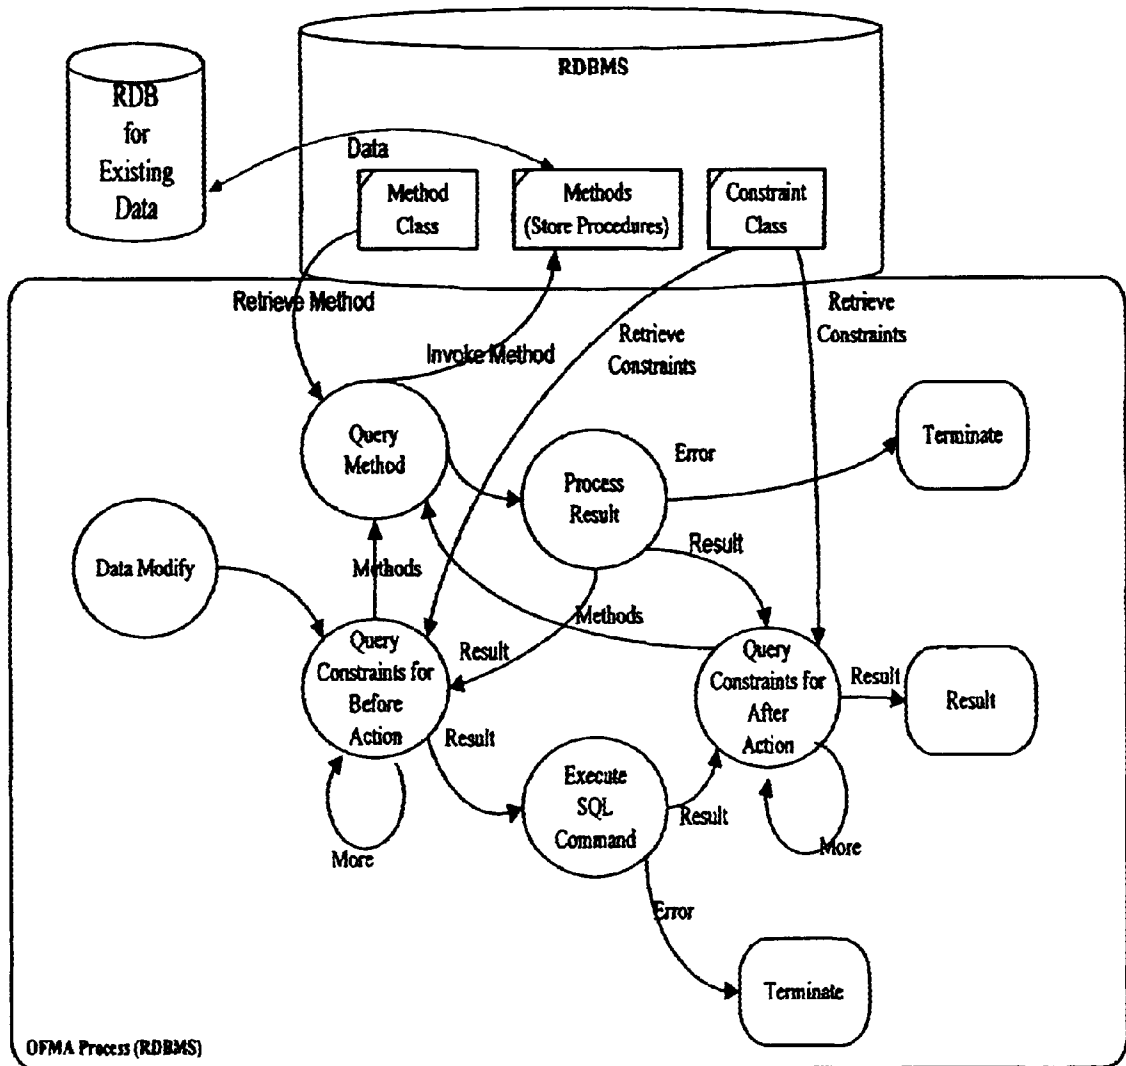 RDBMS
RDB
for
Existing
Data
Data
Method
Class
Methods
(Store Procedures)
Constraint
Class
Retrieve Method
Invoke Method
Retrieve
Constraints
Retrieve
Constraints
Query
Method
Process
Result
Error
Terminate
Data Modify
Methods
Result
Methods
Query
Constraints for
Before
Action
Result
Query
Constraints for
After
Action
Result
Result
Result
Execute
SQL
Command
Result
More
More
Error
Terminate
OFMA Process (RDBMS)